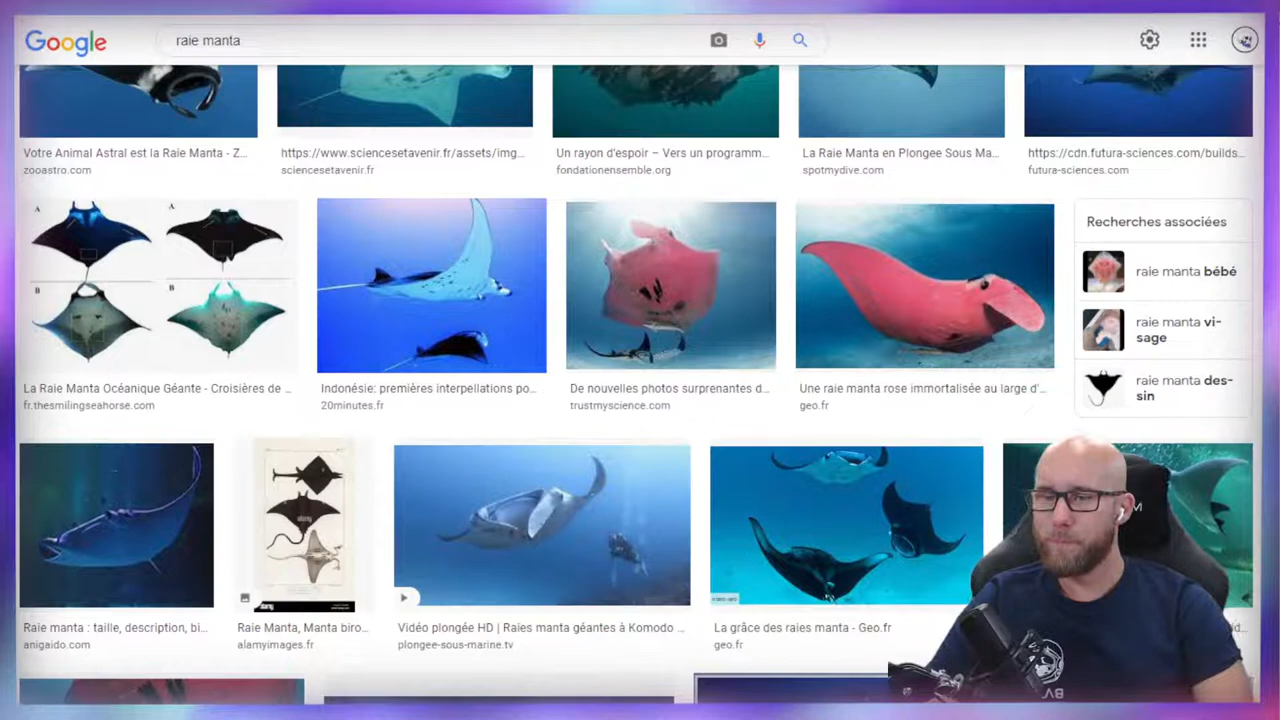 Google
raie manta
Votre Animal Astral est la Raie Manta - Z...
zooastro.com
https://www.sciencesetavenir.fr/assets/img...
sciencesetavenir.fr
Un rayon d'espoir – Vers un programm...
fondationensemble.org
La Raie Manta en Plongee Sous Ma...
spotmydive.com
https://cdn.futura-sciences.com/builds...
futura-sciences.com
A
A
B
B
La Raie Manta Océanique Géante - Croisières de ...
fr.thesmilingseahorse.com
Indonésie: premières interpellations po...
20minutes.fr
De nouvelles photos surprenantes d...
trustmyscience.com
Une raie manta rose immortalisée au large d'...
geo.fr
Recherches associées
raie manta bébé
raie manta vi-
sage
raie manta des-
sin
Raie manta : taille, description, bi...
anigaido.com
alamy
Raie Manta, Manta biro...
alamyimages.fr
Vidéo plongée HD | Raies manta géantes à Komodo ...
plongee-sous-marine.tv
La grâce des raies manta - Geo.fr
geo.fr
M